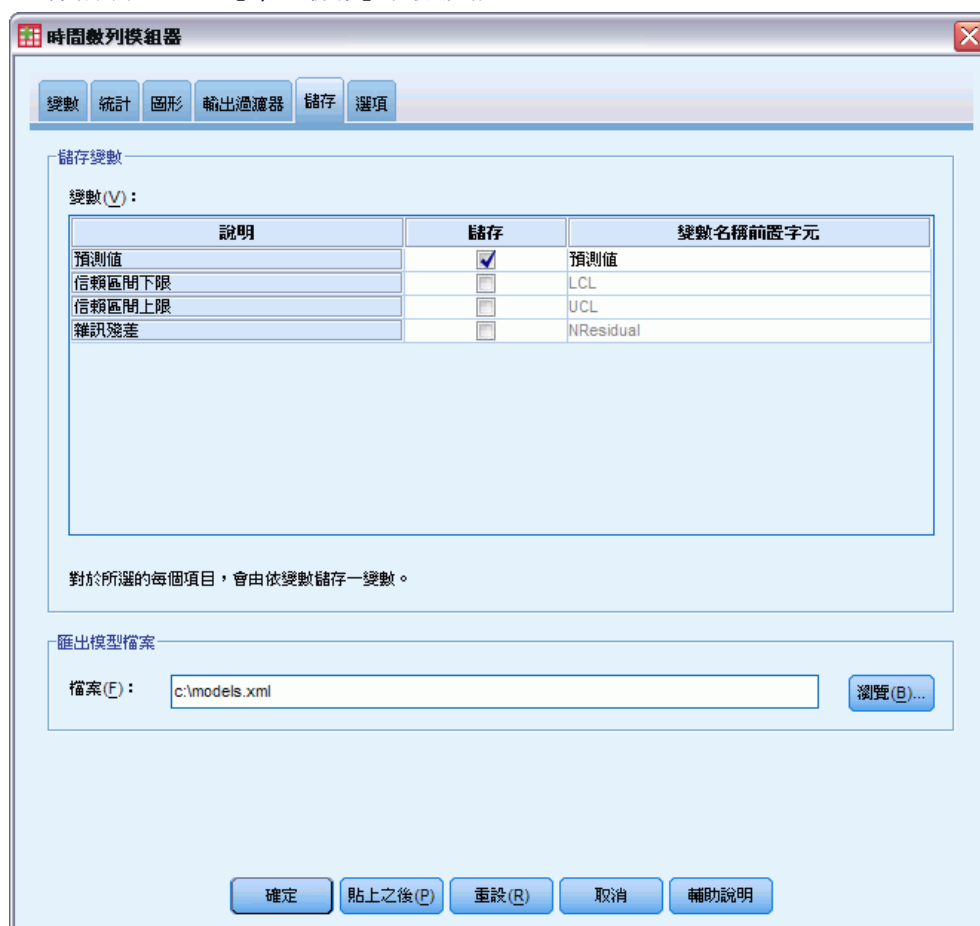 時間數列模組器
變數 統計 圖形 輸出過濾器 儲存 選項
儲存變數
變數(V)：
說明 儲存 變數名稱前置字元
預測值 預測值
信賴區間下限 LCL
信賴區間上限 UCL
雜訊殘差 NResidual
對於所選的每個項目，會由依變數儲存一變數。
匯出模型檔案
檔案(F)： c:\models.xml 瀏覽(B)...
確定 貼上之後(P) 重設(R) 取消 輔助說明